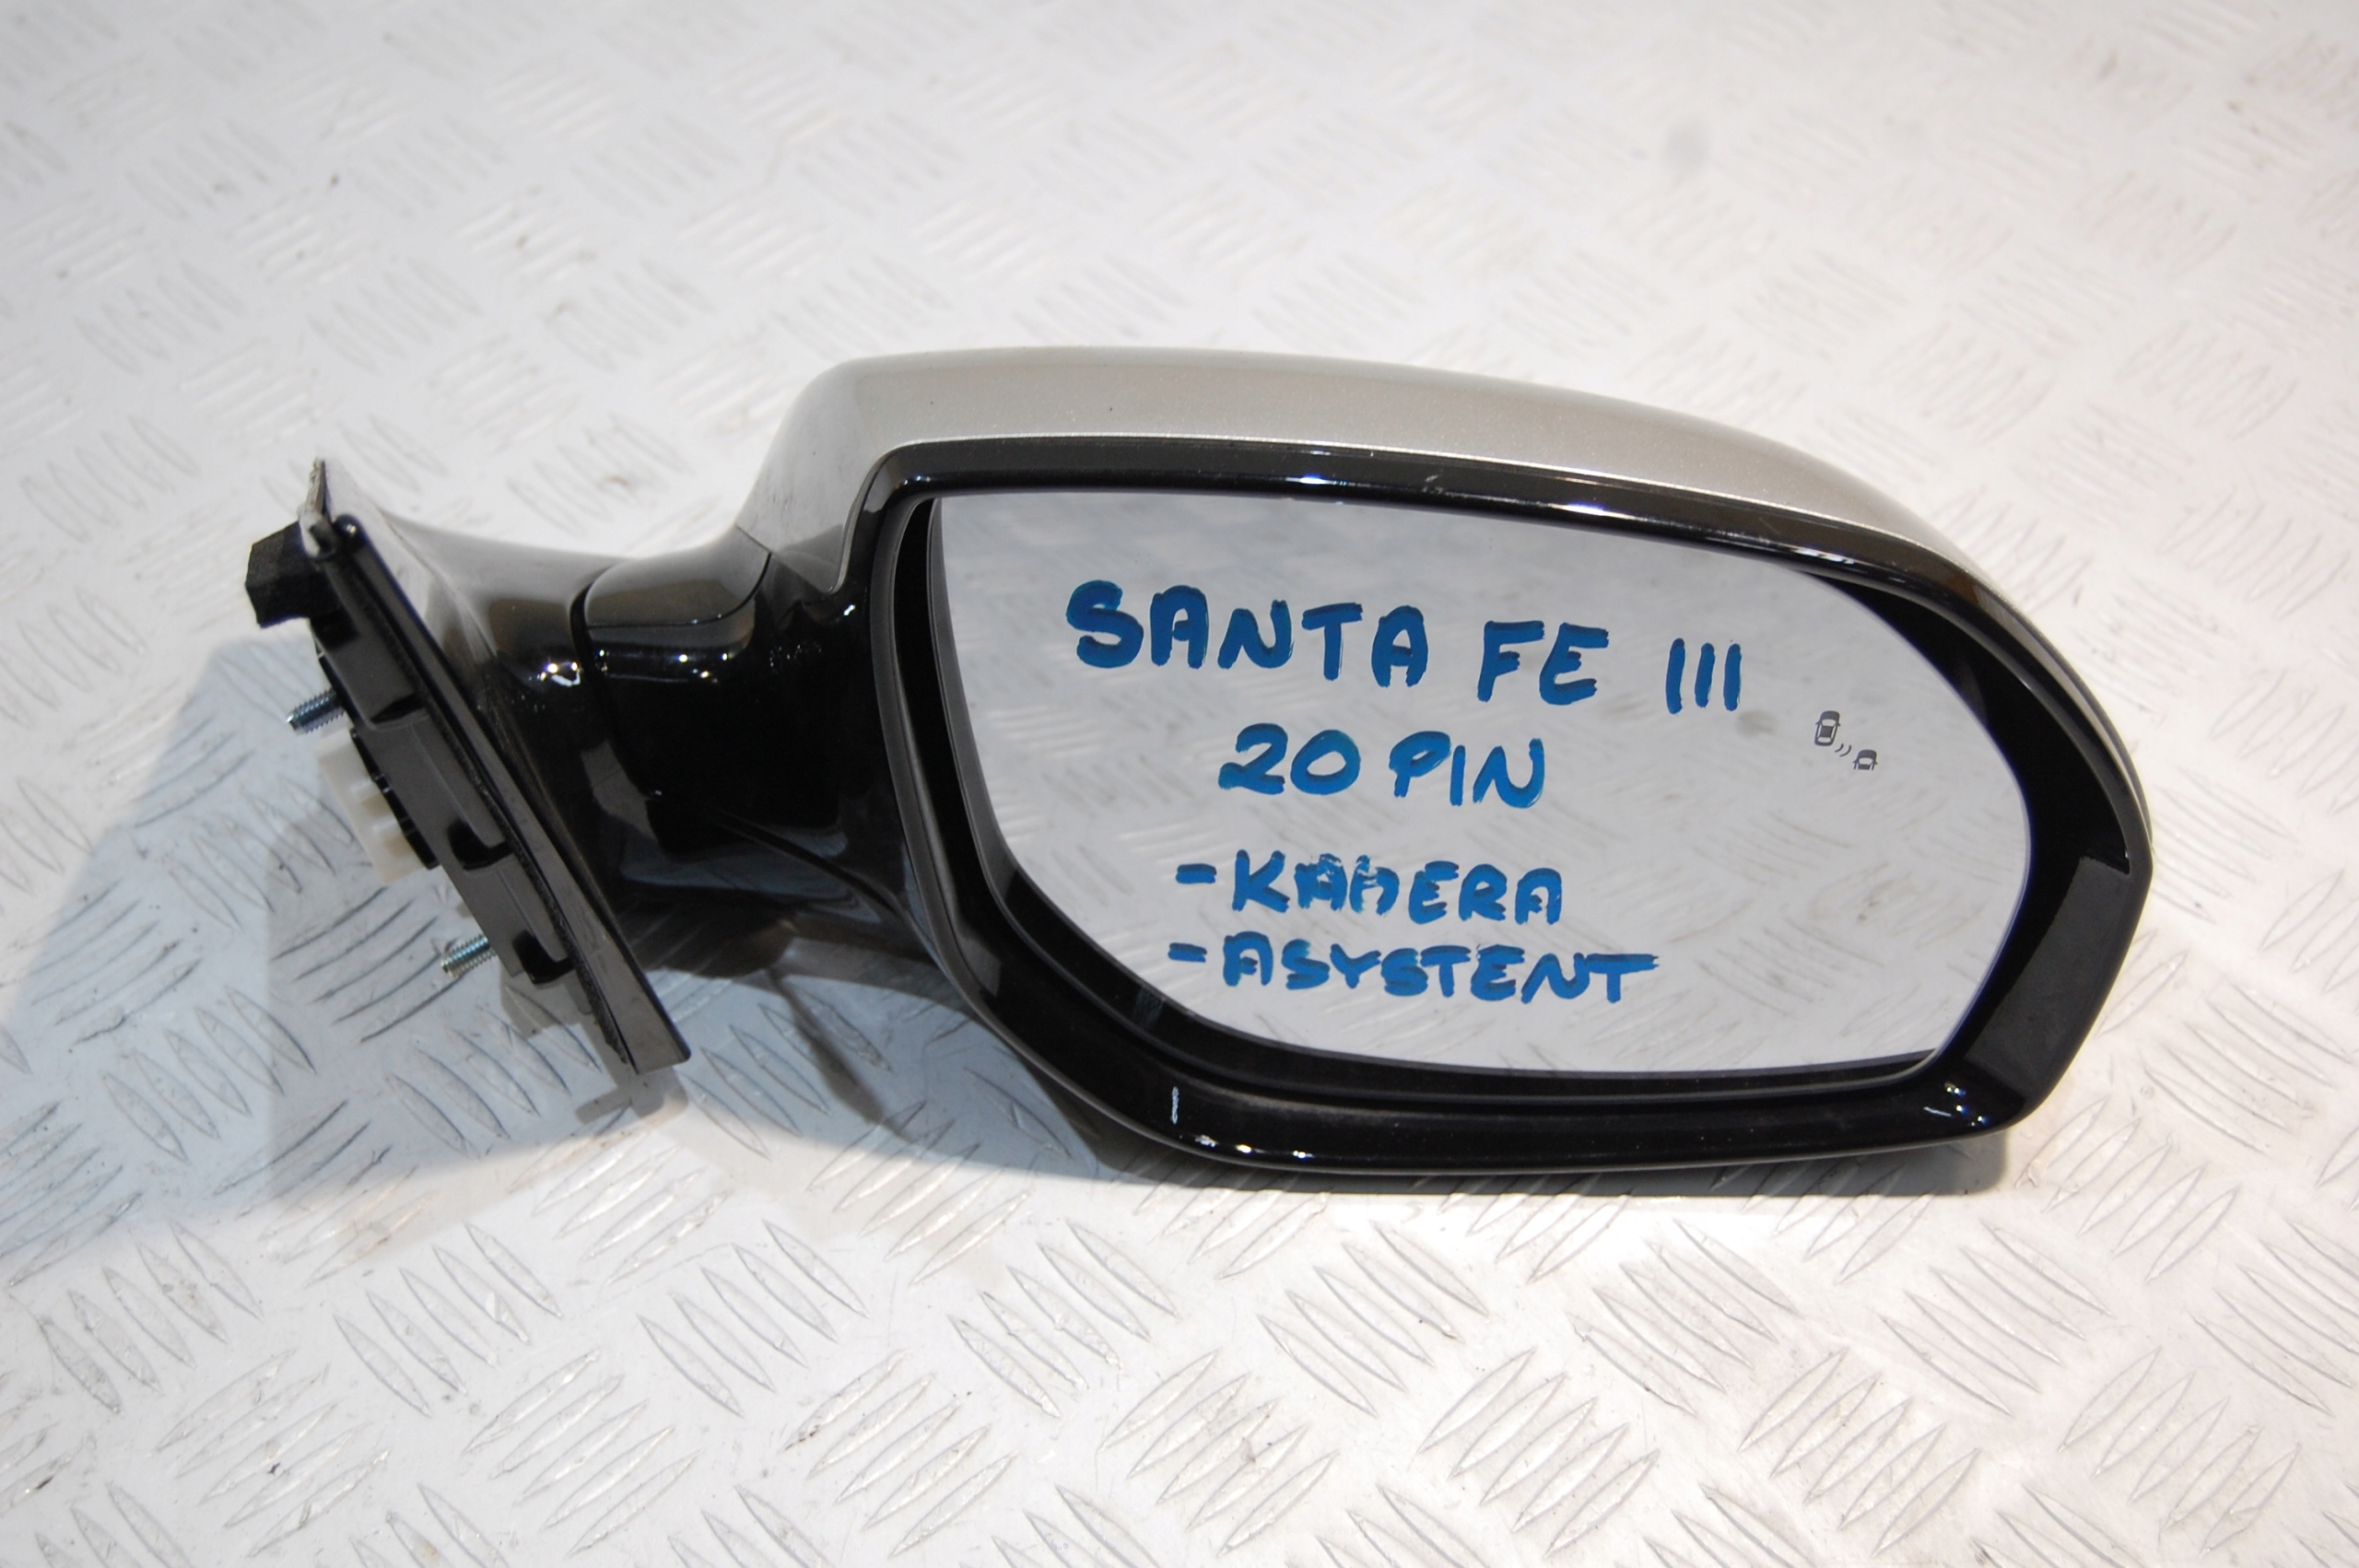 SANTA FE III
20 PIN
- KAMERA
- ASYSTENT